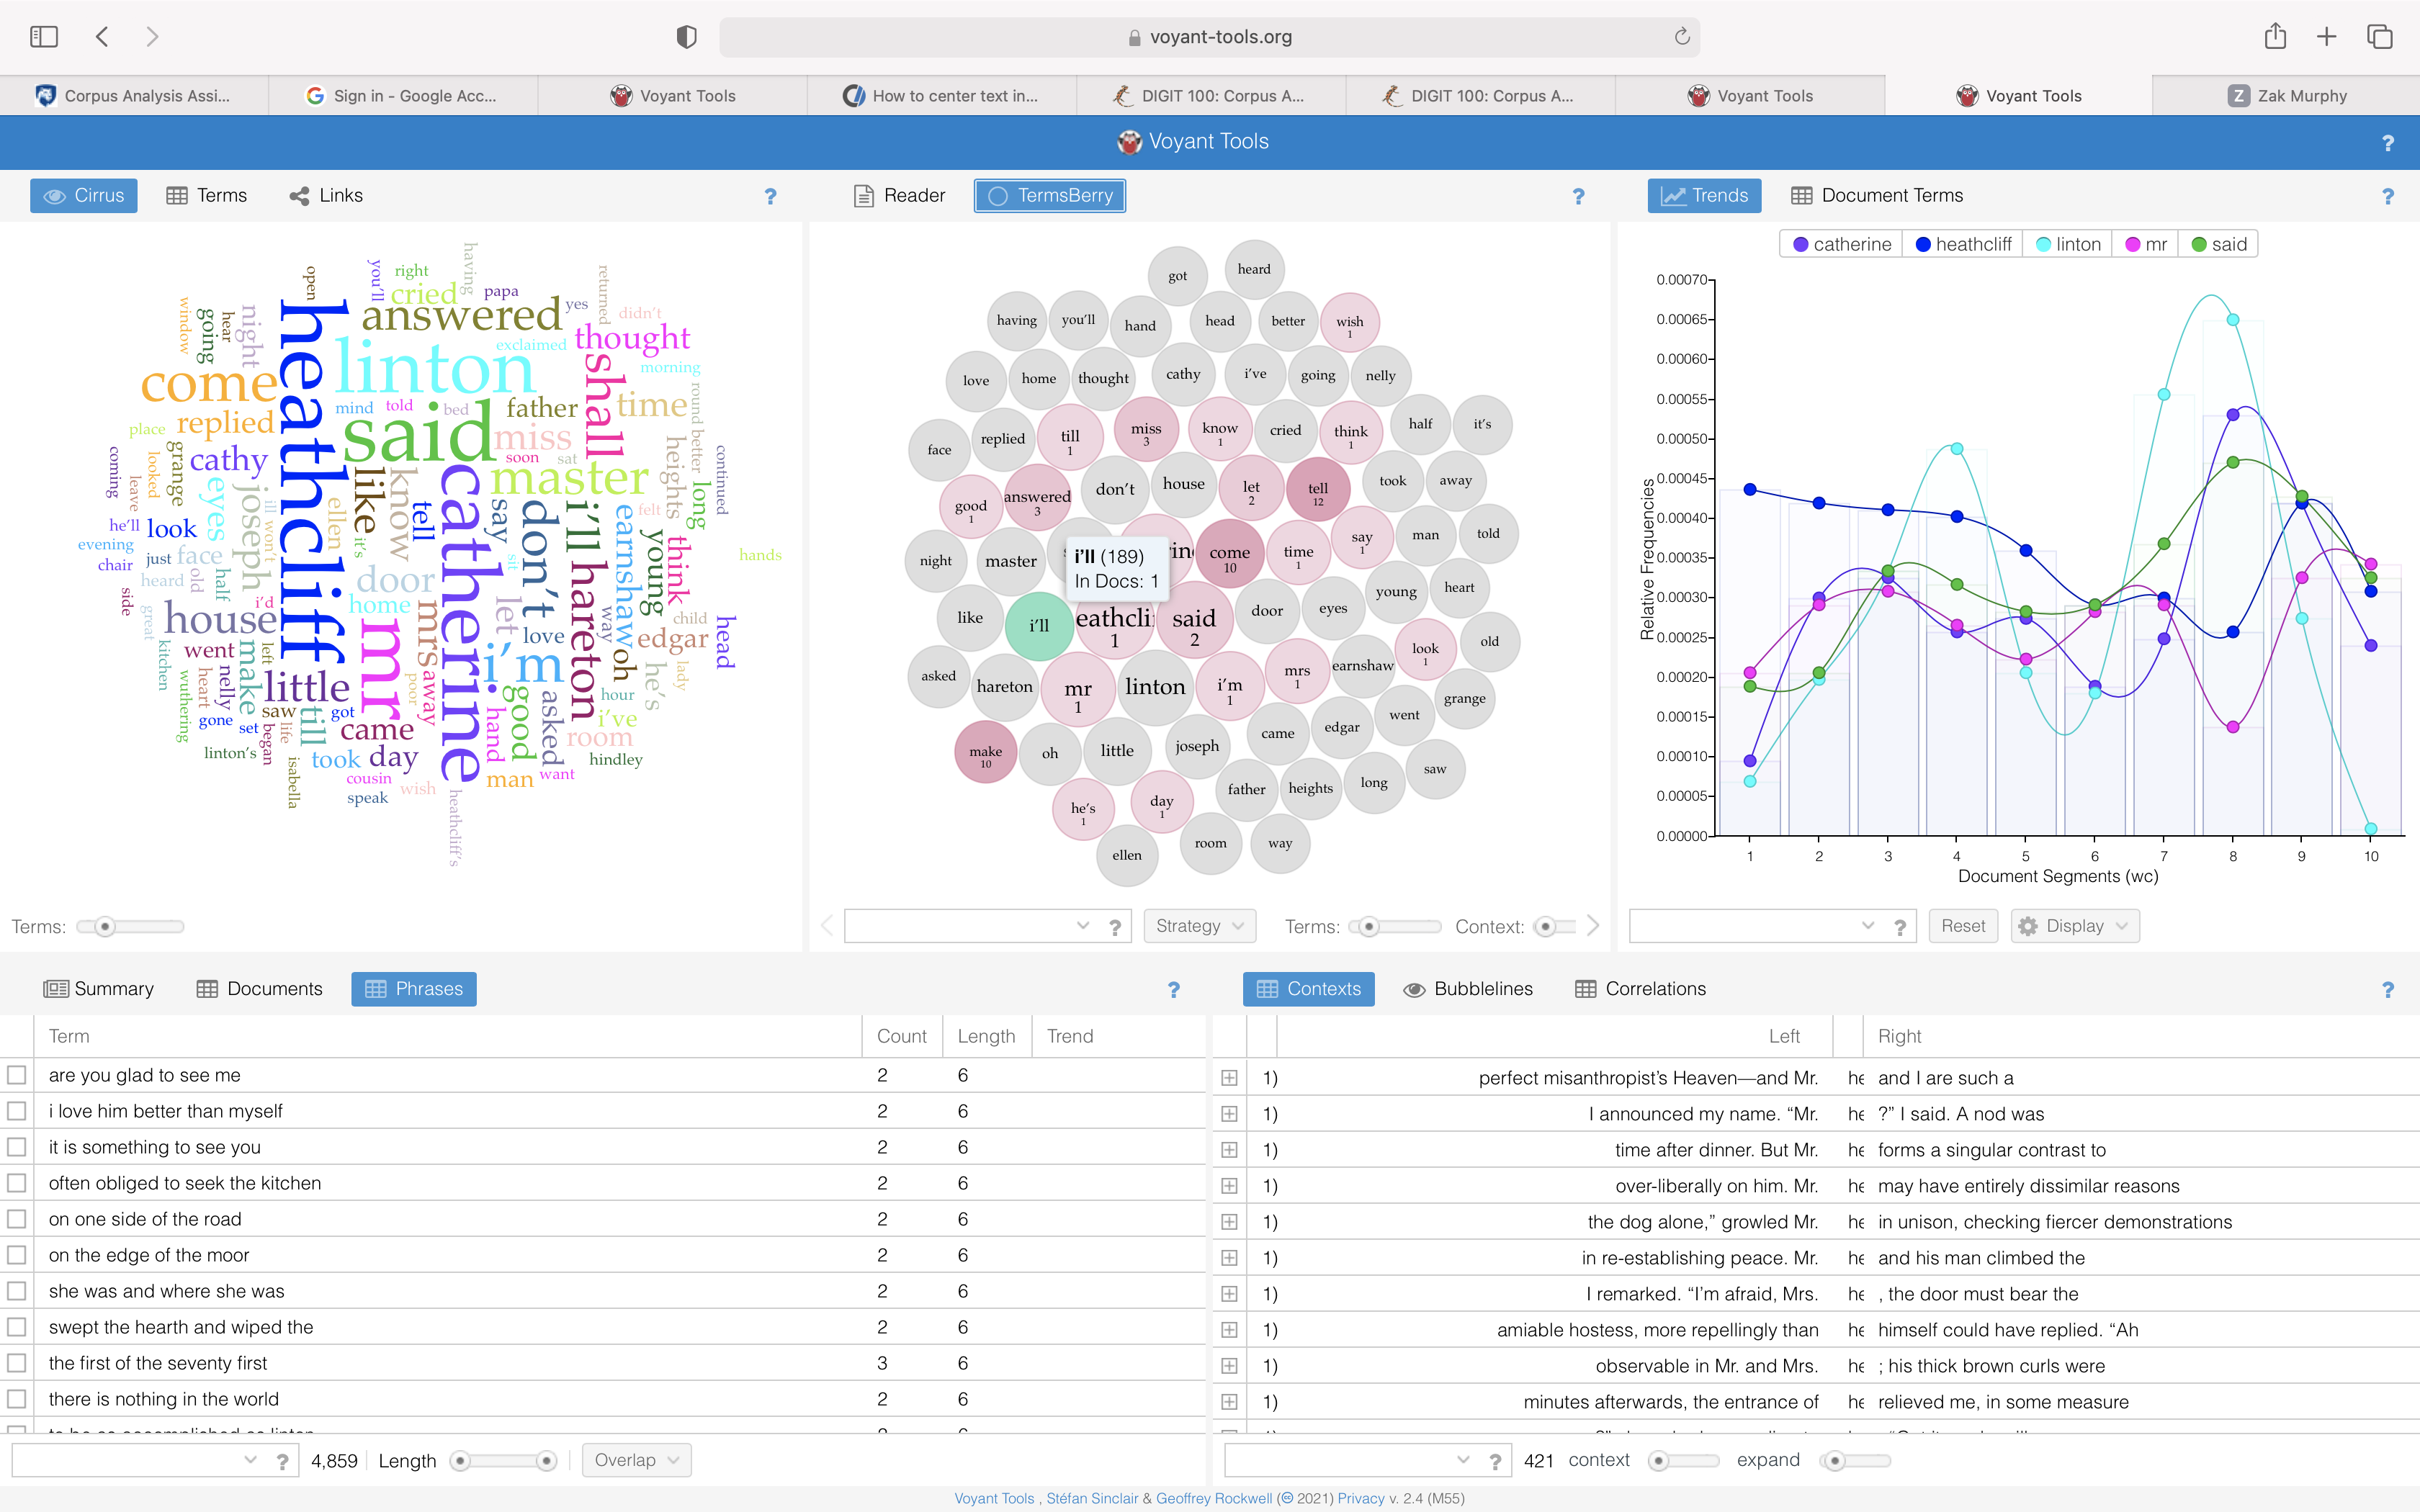 voyant-tools.org
Corpus Analysis Assi...
Sign in - Google Acc...
Voyant Tools
How to center text in...
DIGIT 100: Corpus A...
DIGIT 100: Corpus A...
Voyant Tools
Voyant Tools
Z Zak Murphy
Voyant Tools ?
Cirrus Terms Links ?
Reader TermsBerry ?
Trends Document Terms ?
having
you'll
right
open
cried
papa
returned
yes
window
going
hear
night
heathcliff
answered
didn't
thought
exclaimed
linton
shall
morning
come
mind
told
bed
father
time
round
replied
said
miss
place
soon
sat
better
heights
coming
looked
grange
cathy
like
know
master
continued
leave
eyes
joseph
ill
won't
ellen
tell
catherine
say
don't
i'll
earnshaw
felt
long
he'll
look
it's
young
think
evening
just
face
sit
hands
chair
heard
old
half
door
hareton
side
great
i'd
home
mrs
let
way
child
house
mr
love
edgar
head
kitchen
went
make
left
away
i'm
oh
he's
lady
wuthering
heart
nelly
little
poor
good
asked
hour
gone
saw
got
hand
i've
set
began
life
till
came
room
linton's
took
day
hindley
isabella
cousin
man
want
speak
wish
heathcliff's
Terms:
got
heard
having
you'll
hand
head
better
wish
1
love
home
thought
cathy
i've
going
nelly
face
replied
till
1
miss
3
know
1
cried
think
1
half
it's
good
1
answered
3
don't
house
let
2
tell
12
took
away
night
master
come
10
time
1
say
1
man
told
i'll (189)
In Docs: 1
like
i'll
eathcli
1
said
2
door
eyes
young
heart
asked
hareton
mr
1
linton
i'm
1
mrs
1
earnshaw
look
1
old
grange
make
10
oh
little
joseph
came
edgar
went
saw
he's
1
day
1
father
heights
long
ellen
room
way
? Strategy Terms: Context:
catherine heathcliff linton mr said
Relative Frequencies
0.00070
0.00065
0.00060
0.00055
0.00050
0.00045
0.00040
0.00035
0.00030
0.00025
0.00020
0.00015
0.00010
0.00005
0.00000
1 2 3 4 5 6 7 8 9 10
Document Segments (wc)
? Reset Display
Summary Documents Phrases ?
Term Count Length Trend
are you glad to see me 2 6
i love him better than myself 2 6
it is something to see you 2 6
often obliged to seek the kitchen 2 6
on one side of the road 2 6
on the edge of the moor 2 6
she was and where she was 2 6
swept the hearth and wiped the 2 6
the first of the seventy first 3 6
there is nothing in the world 2 6
? 4,859 Length Overlap
Contexts Bubblelines Correlations ?
Left Right
1) perfect misanthropist's Heaven—and Mr. he and I are such a
1) I announced my name. “Mr. he ?” I said. A nod was
1) time after dinner. But Mr. he forms a singular contrast to
1) over-liberally on him. Mr. he may have entirely dissimilar reasons
1) the dog alone,” growled Mr. he in unison, checking fiercer demonstrations
1) in re-establishing peace. Mr. he and his man climbed the
1) I remarked. “I'm afraid, Mrs. he , the door must bear the
1) amiable hostess, more repellingly than he himself could have replied. “Ah
1) observable in Mr. and Mrs. he ; his thick brown curls were
1) minutes afterwards, the entrance of he relieved me, in some measure
? 421 context expand
Voyant Tools , Stéfan Sinclair & Geoffrey Rockwell (© 2021) Privacy v. 2.4 (M55)